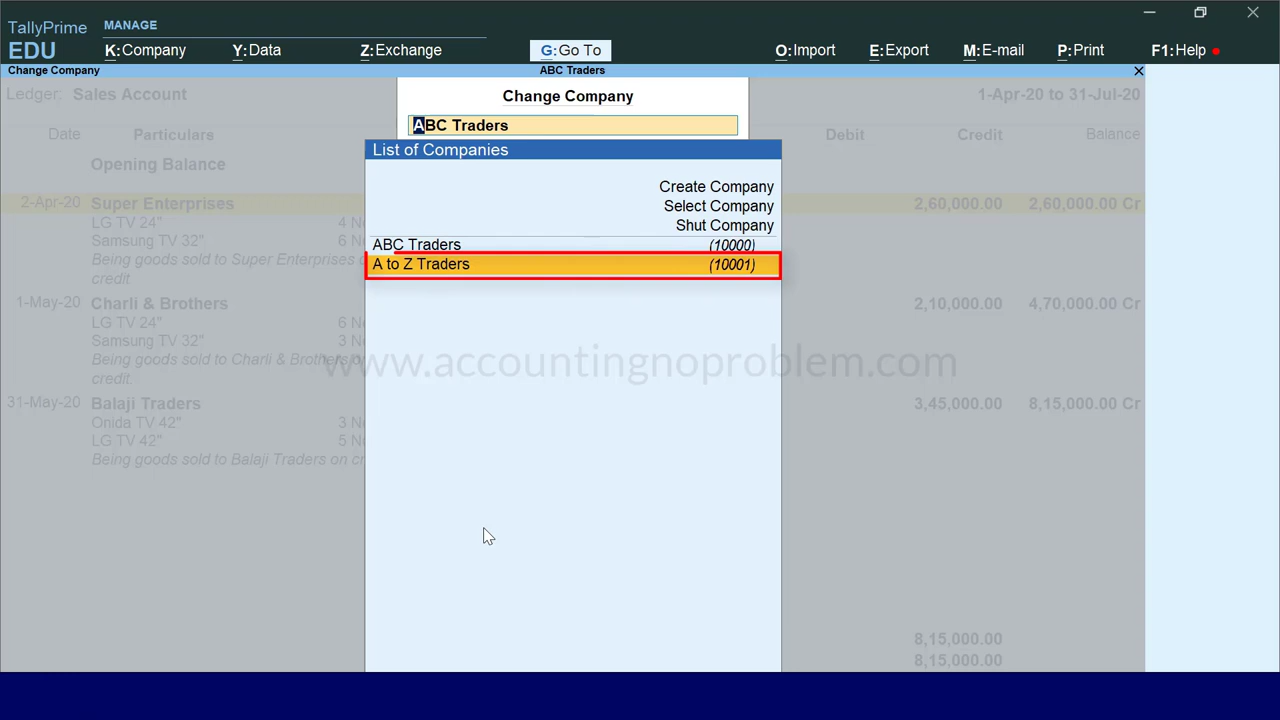 TallyPrime
EDU
MANAGE
K:Company Y:Data Z:Exchange G:Go To O:Import E:Export M:E-mail P:Print F1:Help
Change Company ABC Traders
Ledger: Sales Account 1-Apr-20 to 31-Jul-20
Change Company
ABC Traders
Date Particulars Debit Credit Balance
List of Companies
Opening Balance
Create Company
2-Apr-20 Super Enterprises 2,60,000.00 2,60,000.00 Cr
Select Company
LG TV 24" 4
Shut Company
Samsung TV 32" 6
ABC Traders (10000)
Being goods sold to Super Enterprises
A to Z Traders (10001)
1-May-20 Charli & Brothers 2,10,000.00 4,70,000.00 Cr
LG TV 24" 6
Samsung TV 32" 3
Being goods sold to Charli & Brothers
credit.
www.accountingnoproblem.com
31-May-20 Balaji Traders 3,45,000.00 8,15,000.00 Cr
Onida TV 42" 3
LG TV 42" 5
Being goods sold to Balaji Traders on
8,15,000.00
8,15,000.00